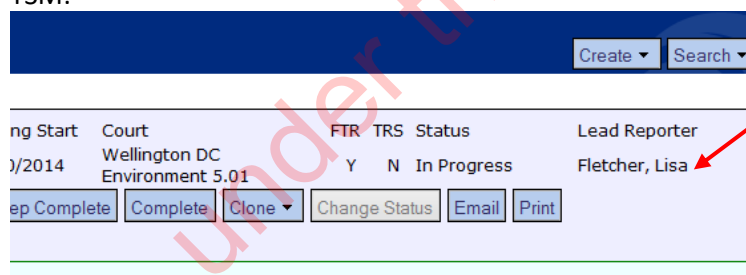 TSM.
Create Search
ng Start Court FTR TRS Status Lead Reporter
0/2014 Wellington DC Environment 5.01 Y N In Progress Fletcher, Lisa
ep Complete Complete Clone Change Status Email Print
under t